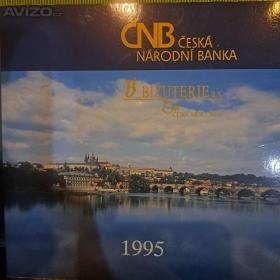 AVIZO.cz
ČNB ČESKÁ
NÁRODNÍ BANKA
BIŽUTERIE
1995